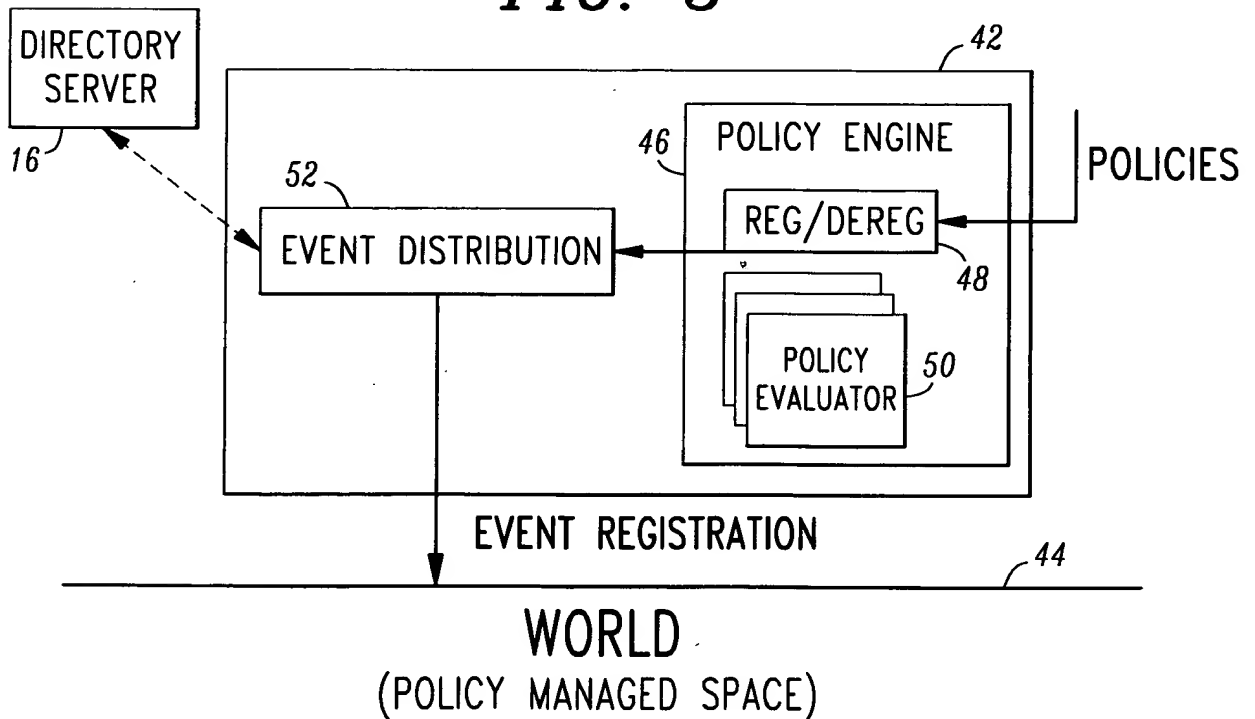 DIRECTORY
SERVER
16
42
46
POLICY ENGINE
POLICIES
52
REG/DEREG
EVENT DISTRIBUTION
48
POLICY
EVALUATOR
50
EVENT REGISTRATION
44
WORLD
(POLICY MANAGED SPACE)